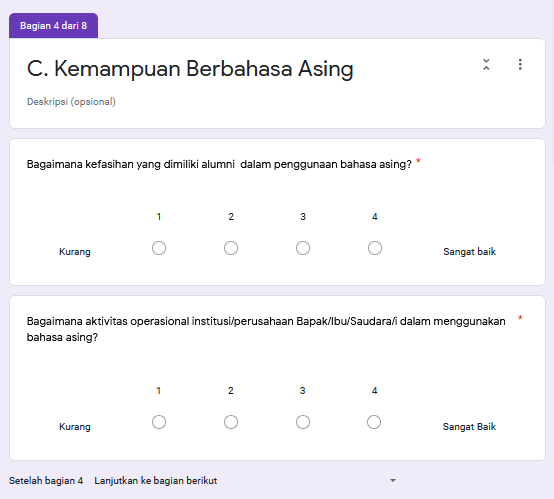 Bagian 4 dari 8
C. Kemampuan Berbahasa Asing
Deskripsi (opsional)
Bagaimana kefasihan yang dimiliki alumni  dalam penggunaan bahasa asing? *
1 2 3 4
Kurang Sangat baik
Bagaimana aktivitas operasional institusi/perusahaan Bapak/Ibu/Saudara/i dalam menggunakan *
bahasa asing?
1 2 3 4
Kurang Sangat Baik
Setelah bagian 4 Lanjutkan ke bagian berikut